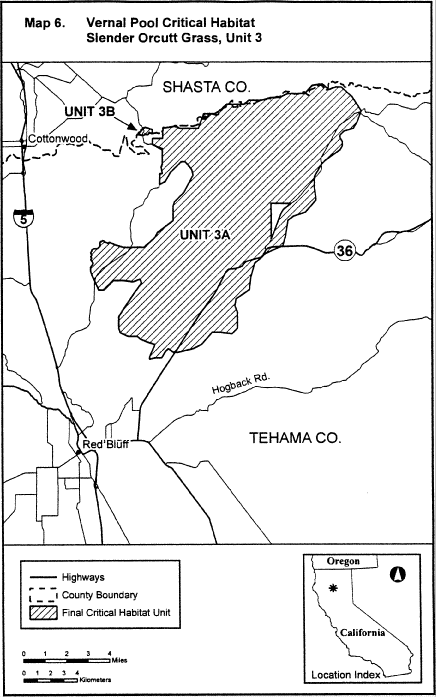 Map 6. Vernal Pool Critical Habitat
Slender Orcutt Grass, Unit 3
SHASTA CO.
UNIT 3B
Cottonwood
5
UNIT 3A
36
Hogback Rd.
Red Bluff
TEHAMA CO.
Highways
County Boundary
Final Critical Habitat Unit
0 1 2 3 4
Miles
0 1 2 3 4
Kilometers
Oregon
California
Location Index